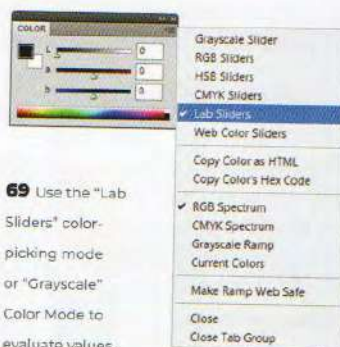 COLOR
L 0
a 0
b 0
Grayscale Slider
RGB Sliders
HSB Sliders
CMYK Sliders
✔ Lab Sliders
Web Color Sliders
Copy Color as HTML
Copy Color's Hex Code
✔ RGB Spectrum
CMYK Spectrum
Grayscale Ramp
Current Colors
Make Ramp Web Safe
Close
Close Tab Group
69 Use the "Lab
Sliders" color-
picking mode
or "Grayscale"
Color Mode to
evaluate values